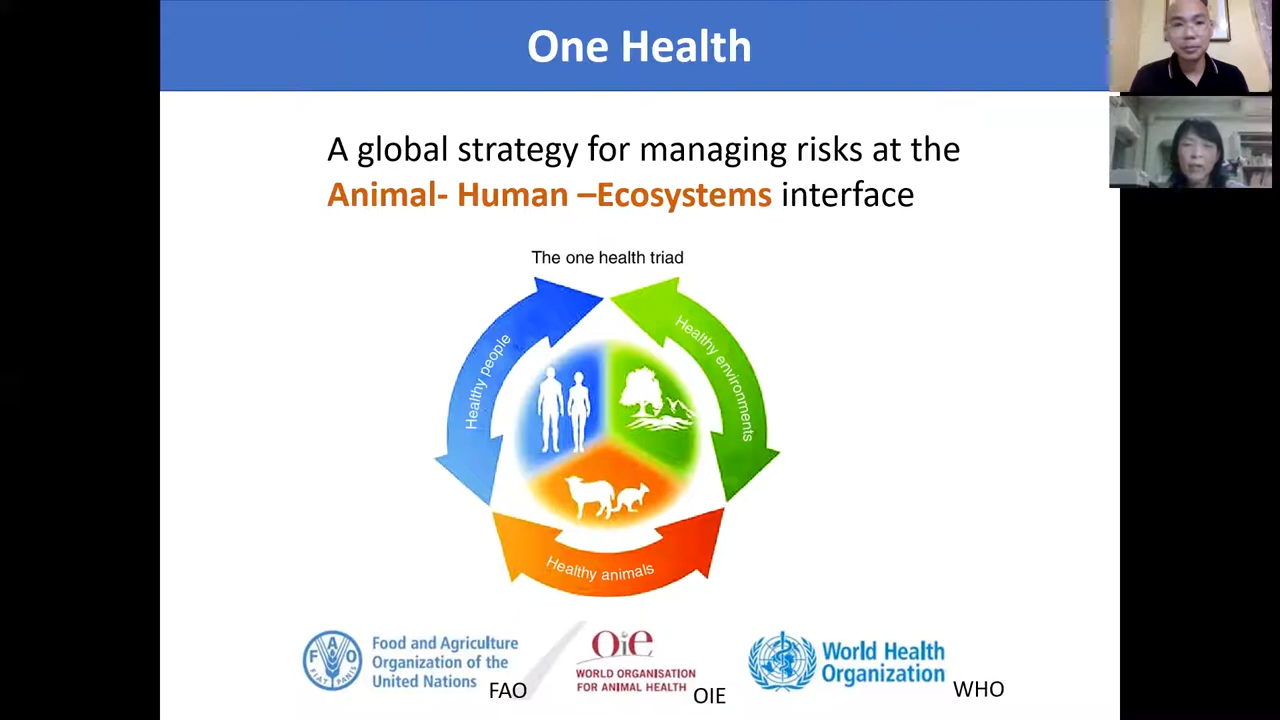 One Health
A global strategy for managing risks at the
Animal- Human –Ecosystems interface
The one health triad
Healthy people
Healthy environments
Healthy animals
F A O
FIAT PANIS
Food and Agriculture
Organization of the
United Nations
FAO
OiE
WORLD ORGANISATION
FOR ANIMAL HEALTH
OIE
World Health
Organization
WHO